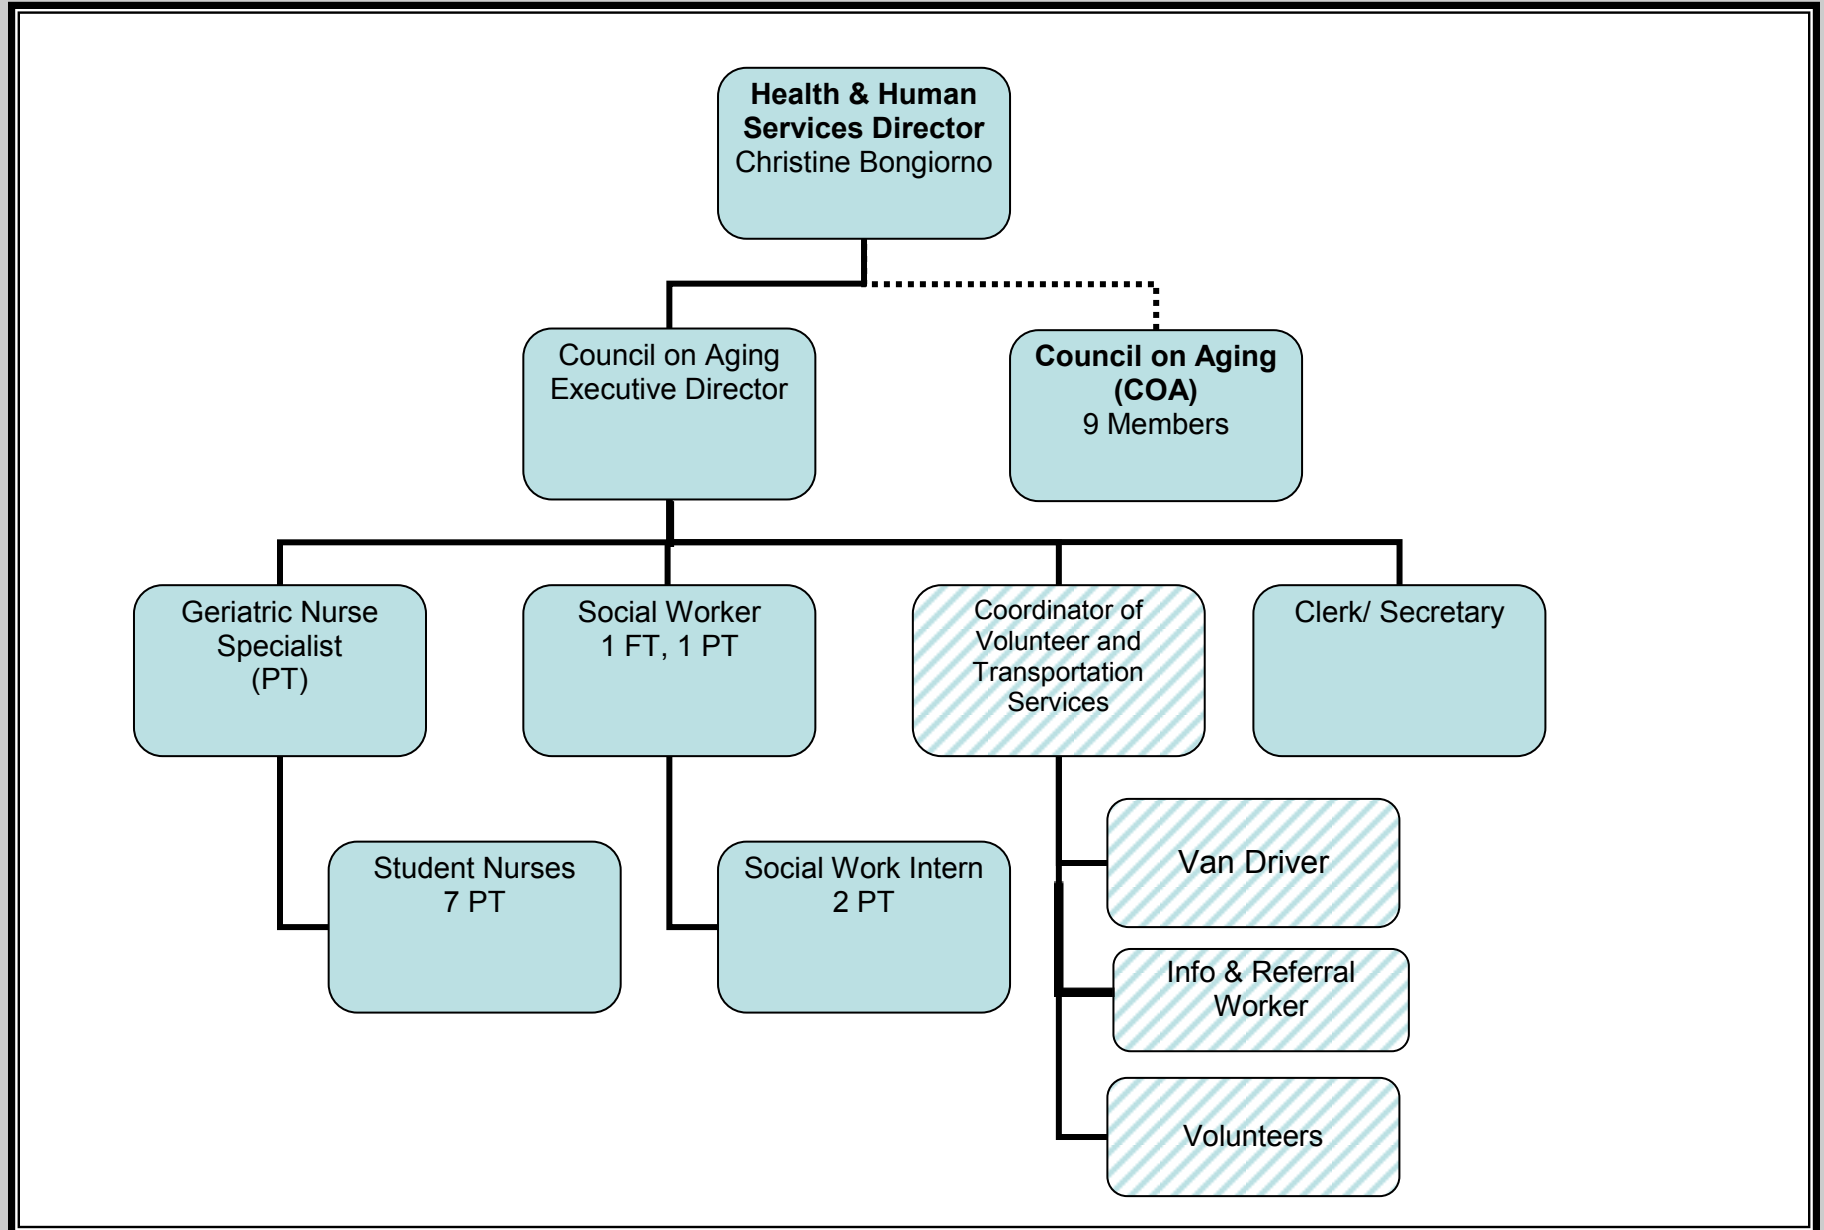 Health & Human
Services Director
Christine Bongiorno
Council on Aging
Executive Director
Council on Aging
(COA)
9 Members
Geriatric Nurse
Specialist
(PT)
Social Worker
1 FT, 1 PT
Coordinator of
Volunteer and
Transportation
Services
Clerk/ Secretary
Student Nurses
7 PT
Social Work Intern
2 PT
Van Driver
Info & Referral
Worker
Volunteers